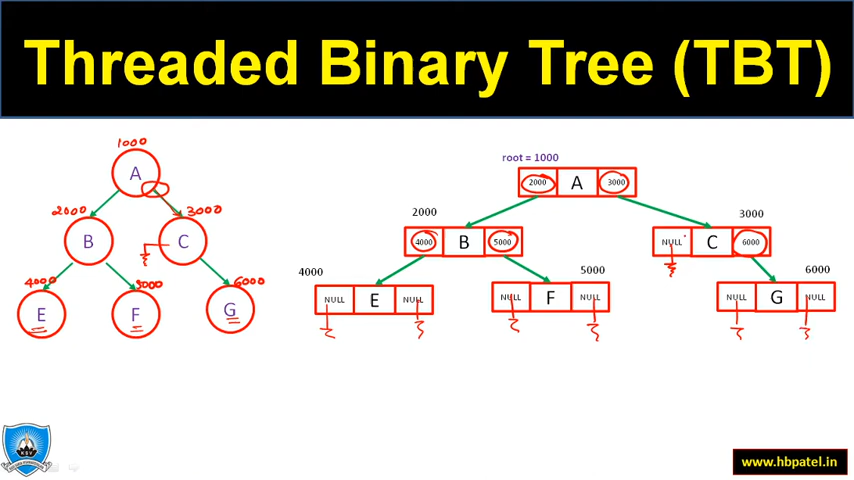 Threaded Binary Tree (TBT)
1000
A
2000
3000
B
C
4000
5000
6000
E
F
G
root = 1000
2000 A 3000
2000
3000
4000 B 5000
NULL C 6000
4000
5000
6000
NULL E NULL
NULL F NULL
NULL G NULL
KSV
www.hbpatel.in